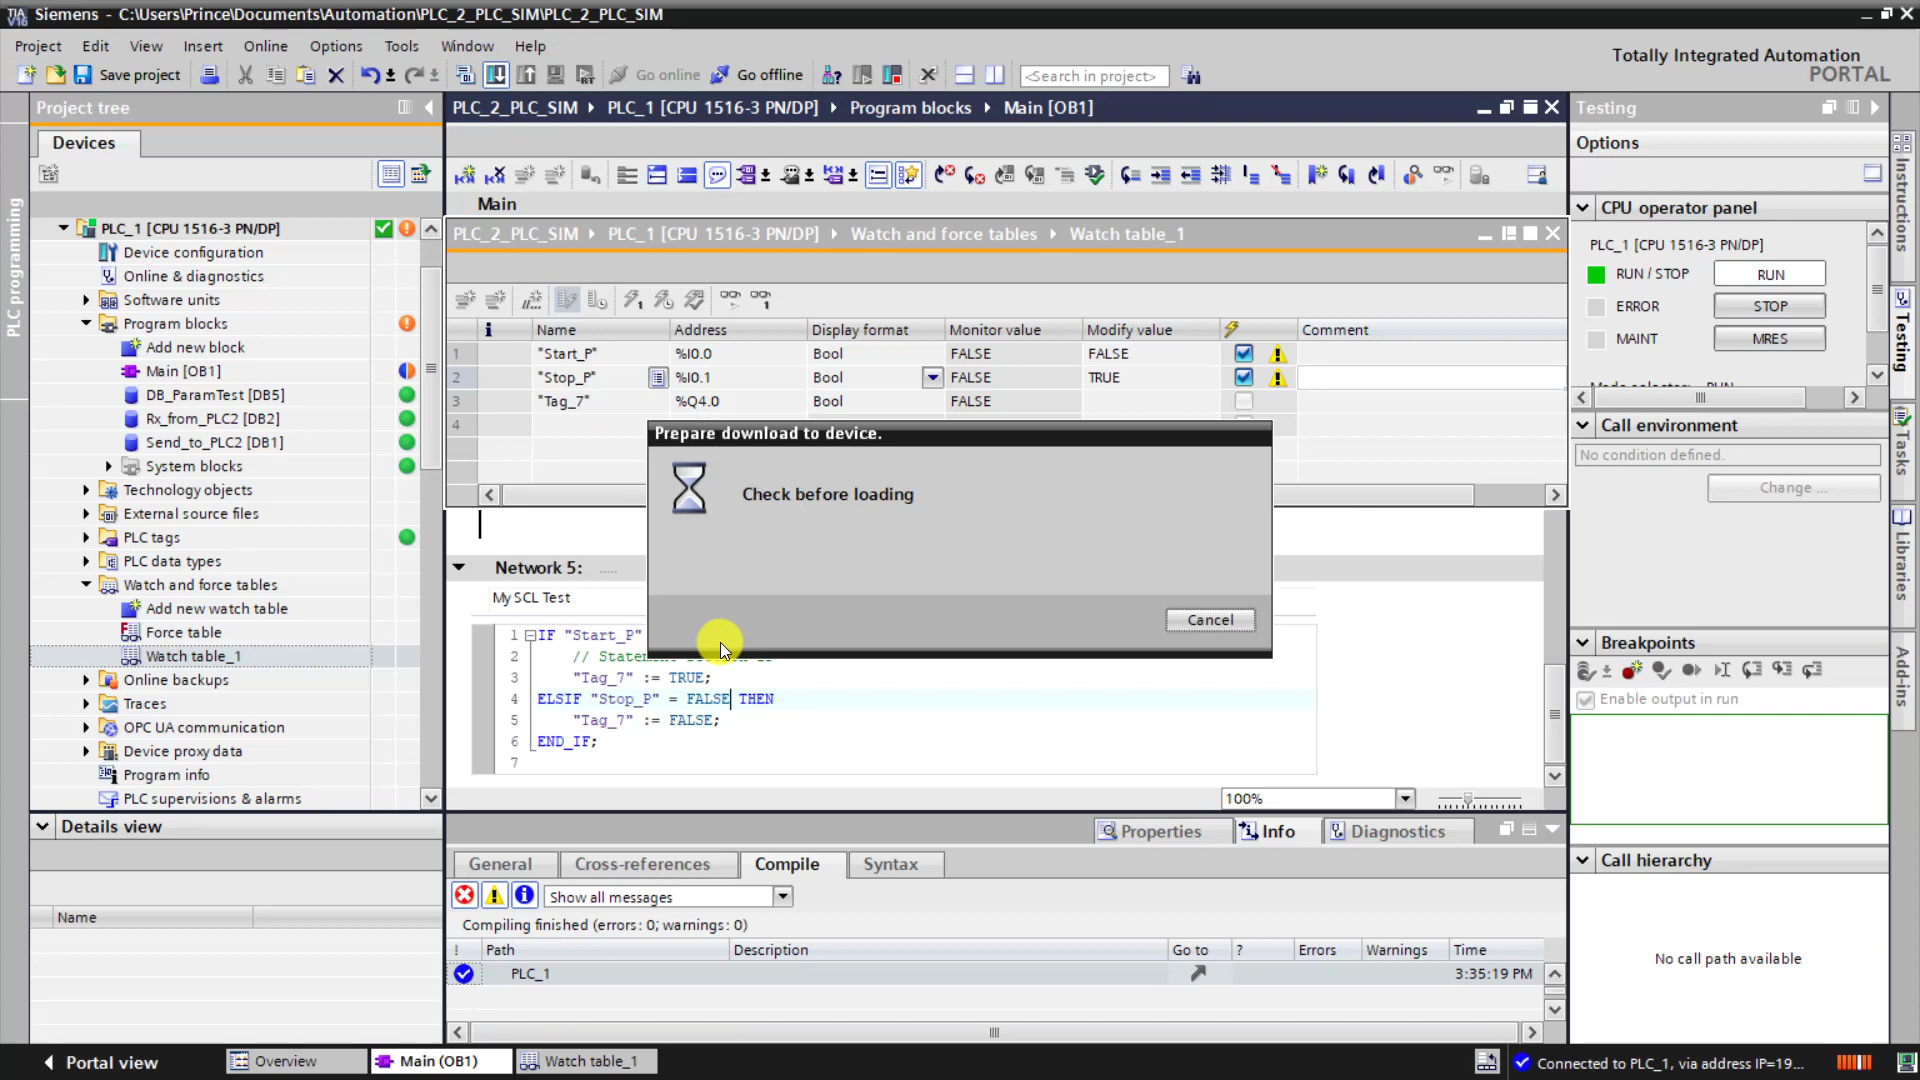 Siemens - C:\Users\Prince\Documents\Automation\PLC_2_PLC_SIM\PLC_2_PLC_SIM
Project Edit View Insert Online Options Tools Window Help
Totally Integrated Automation
PORTAL
Save project Go online Go offline <Search in project>
Project tree
PLC_2_PLC_SIM PLC_1 [CPU 1516-3 PN/DP] Program blocks Main [OB1]
Testing
Devices
Options
PLC programming
Main
CPU operator panel
PLC_1 [CPU 1516-3 PN/DP]
RUN / STOP RUN
ERROR STOP
MAINT MRES
PLC_1 [CPU 1516-3 PN/DP]
Device configuration
Online & diagnostics
Software units
Program blocks
Add new block
Main [OB1]
DB_ParamTest [DB5]
Rx_from_PLC2 [DB2]
Send_to_PLC2 [DB1]
System blocks
Technology objects
External source files
PLC tags
PLC data types
Watch and force tables
Add new watch table
Force table
Watch table_1
Online backups
Traces
OPC UA communication
Device proxy data
Program info
PLC supervisions & alarms
PLC_2_PLC_SIM PLC_1 [CPU 1516-3 PN/DP] Watch and force tables Watch table_1
i Name Address Display format Monitor value Modify value Comment
1 "Start_P" %I0.0 Bool FALSE FALSE
2 "Stop_P" %I0.1 Bool FALSE TRUE
3 "Tag_7" %Q4.0 Bool FALSE
4
Prepare download to device.
Check before loading
Cancel
Network 5: .....
My SCL Test
1 IF "Start_P"
2 // State
3 "Tag_7" := TRUE;
4 ELSIF "Stop_P" = FALSE THEN
5 "Tag_7" := FALSE;
6 END_IF;
7
100%
Call environment
No condition defined.
Change ...
Breakpoints
Enable output in run
Call hierarchy
No call path available
Instructions
Testing
Tasks
Libraries
Add-ins
Details view
Name
Properties Info Diagnostics
General Cross-references Compile Syntax
Show all messages
Compiling finished (errors: 0; warnings: 0)
! Path Description Go to ? Errors Warnings Time
PLC_1 3:35:19 PM
Portal view Overview Main (OB1) Watch table_1 Connected to PLC_1, via address IP=19...